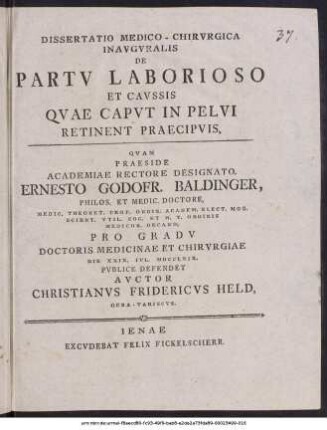 37.
DISSERTATIO MEDICO-CHIRVRGICA
INAVGVRALIS
DE
PARTV LABORIOSO
ET CAVSSIS
QVAE CAPVT IN PELVI
RETINENT PRAECIPVIS,
QVAM
PRAESIDE
ACADEMIAE RECTORE DESIGNATO,
ERNESTO GODOFR. BALDINGER,
PHILOS. ET MEDIC. DOCTORE,
MEDIC. THEORET. PROF. ORDIN. ACADEM. ELECT. MOG.
SCIENT. VTIL. SOC. ET H. T. ORDINIS
MEDICOR. DECANO,
PRO GRADV
DOCTORIS MEDICINAE ET CHIRVRGIAE
DIE XXIX. IVL.
PVBLICE DEFENDET
AVCTOR
CHRISTIANVS FRIDERICVS HELD,
GERA-VARISCVS.
IENAE
EXCVDEBAT FELIX FICKELSCHERR.